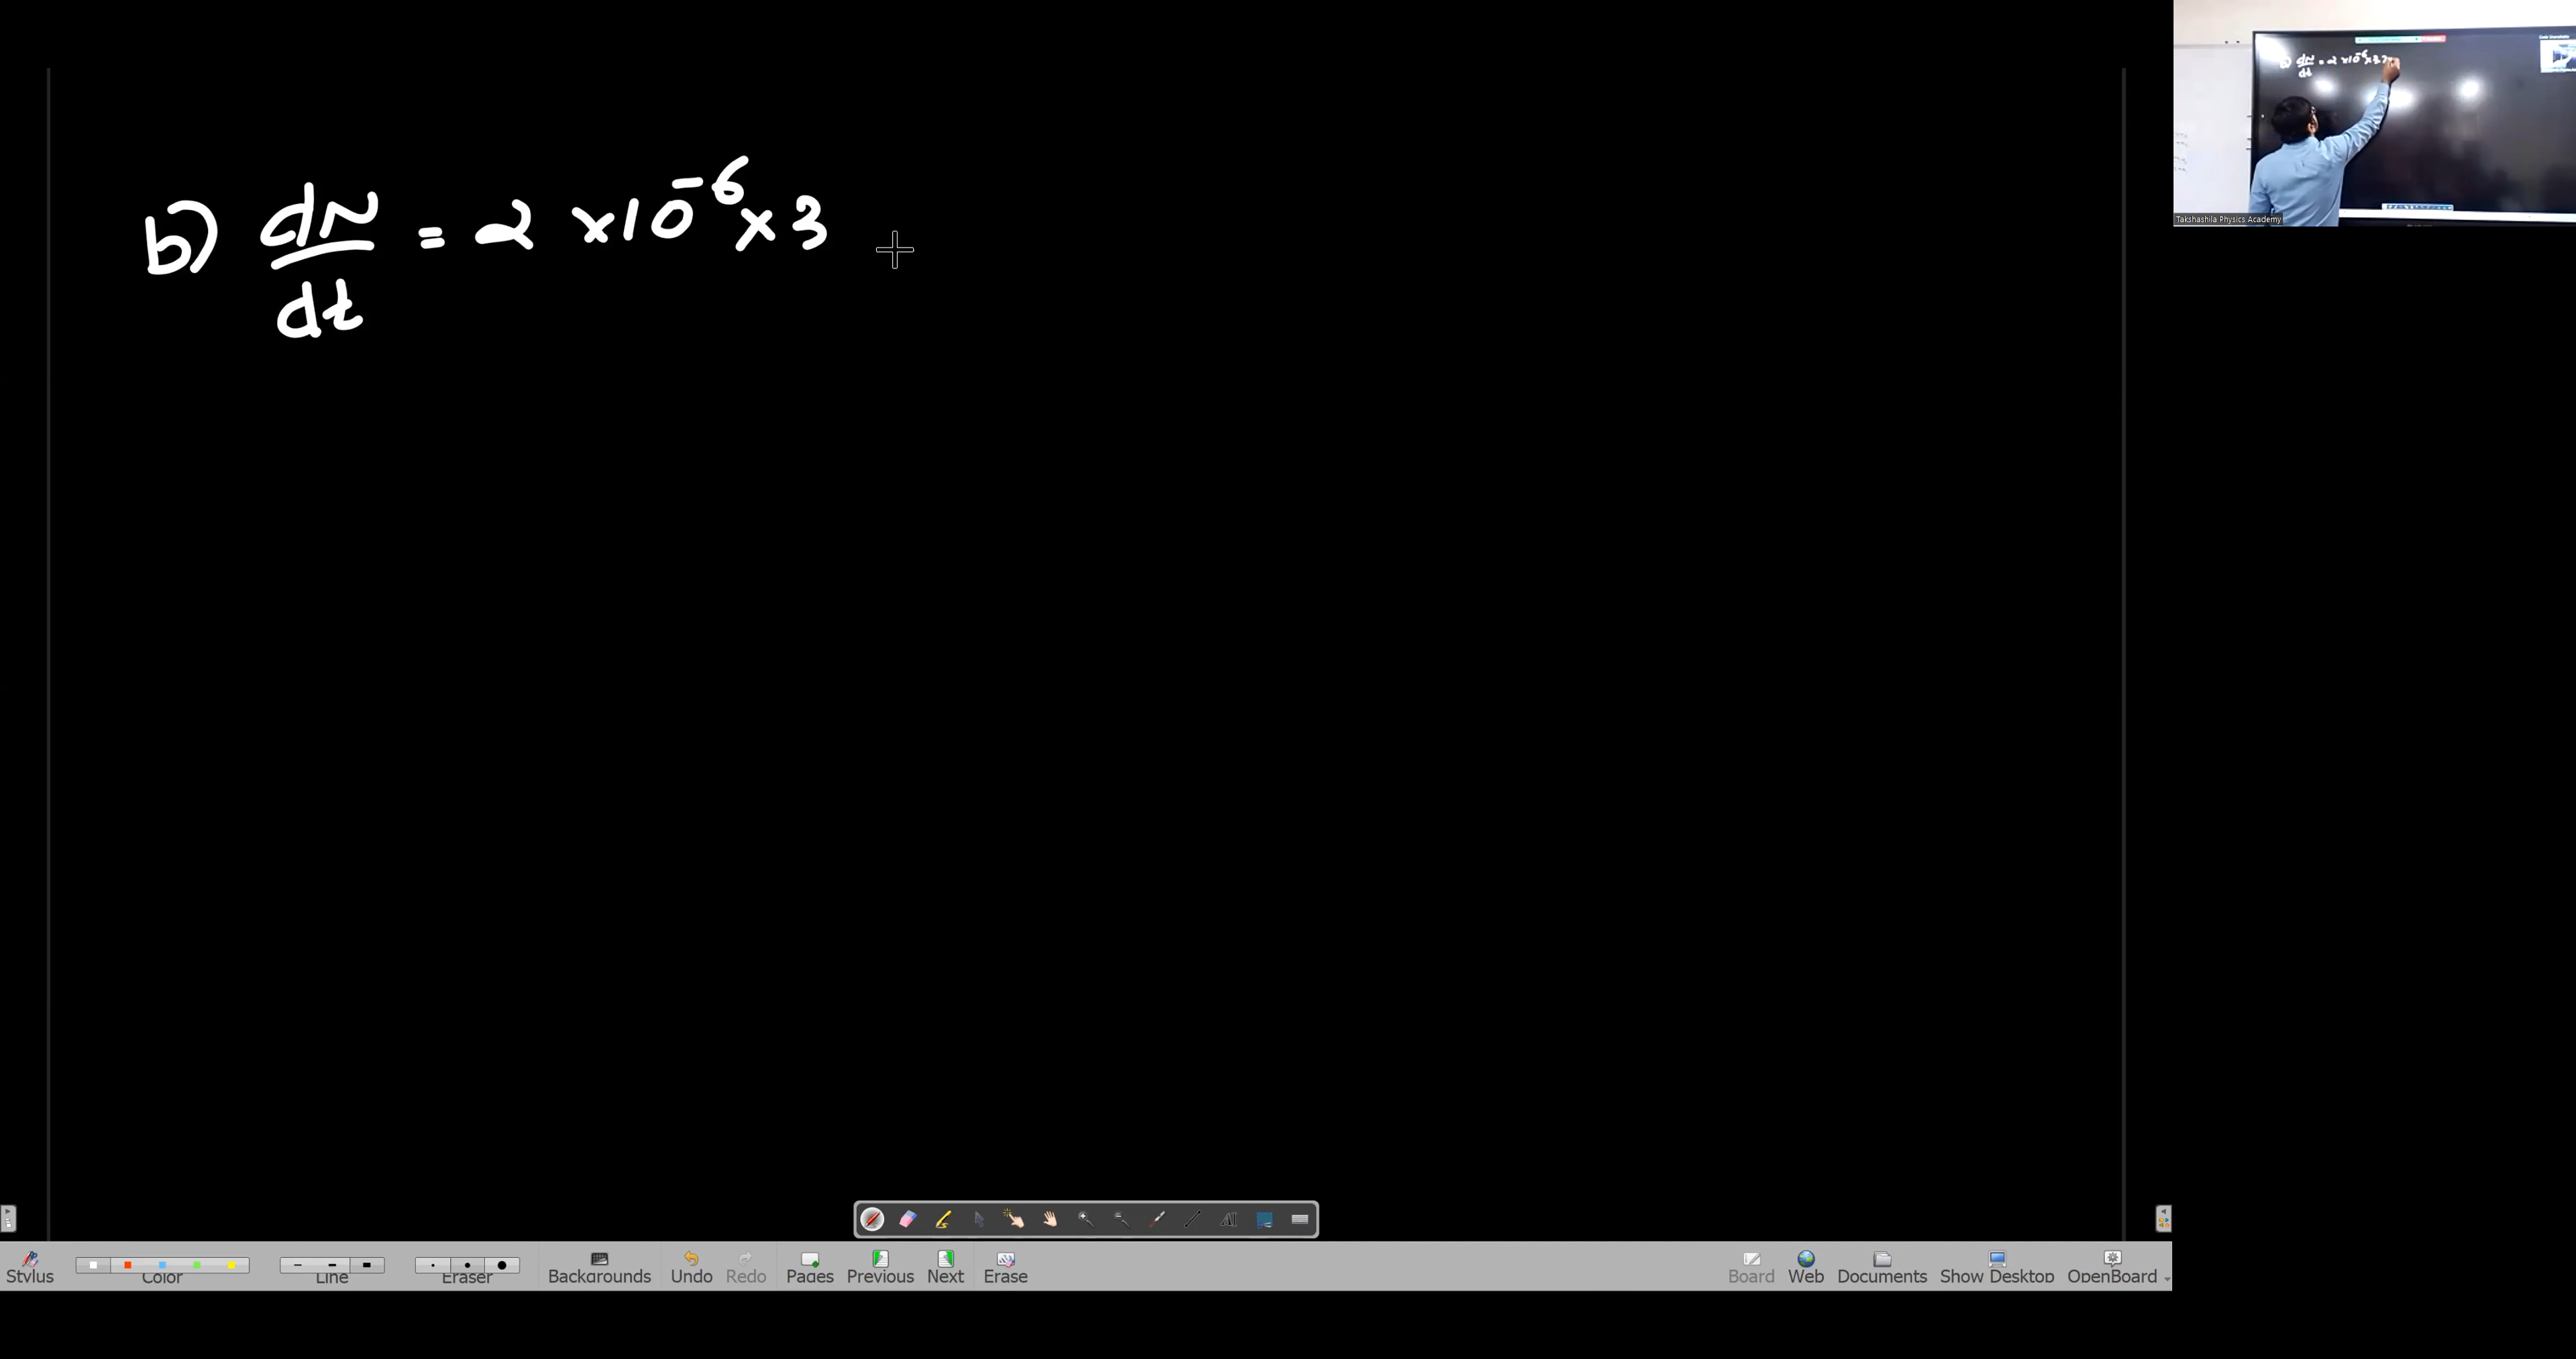 b) dN/dt = 2 ×10⁻⁶× 3
Takshashila Physics Academy
Stylus Color Line Eraser Backgrounds Undo Redo Pages Previous Next Erase Board Web Documents Show Desktop OpenBoard